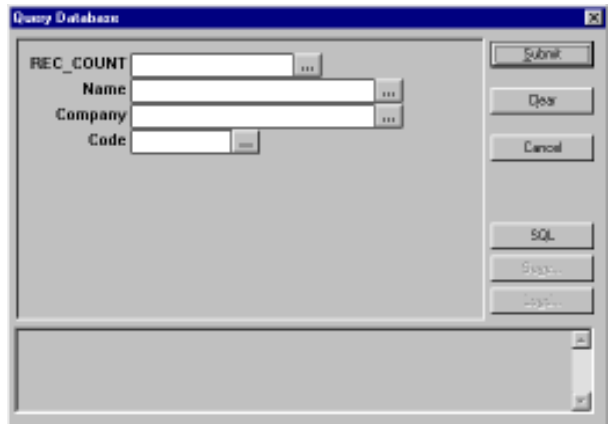 Query Database
REC_COUNT ...
Name ...
Company ...
Code ...
Submit
Clear
Cancel
SQL